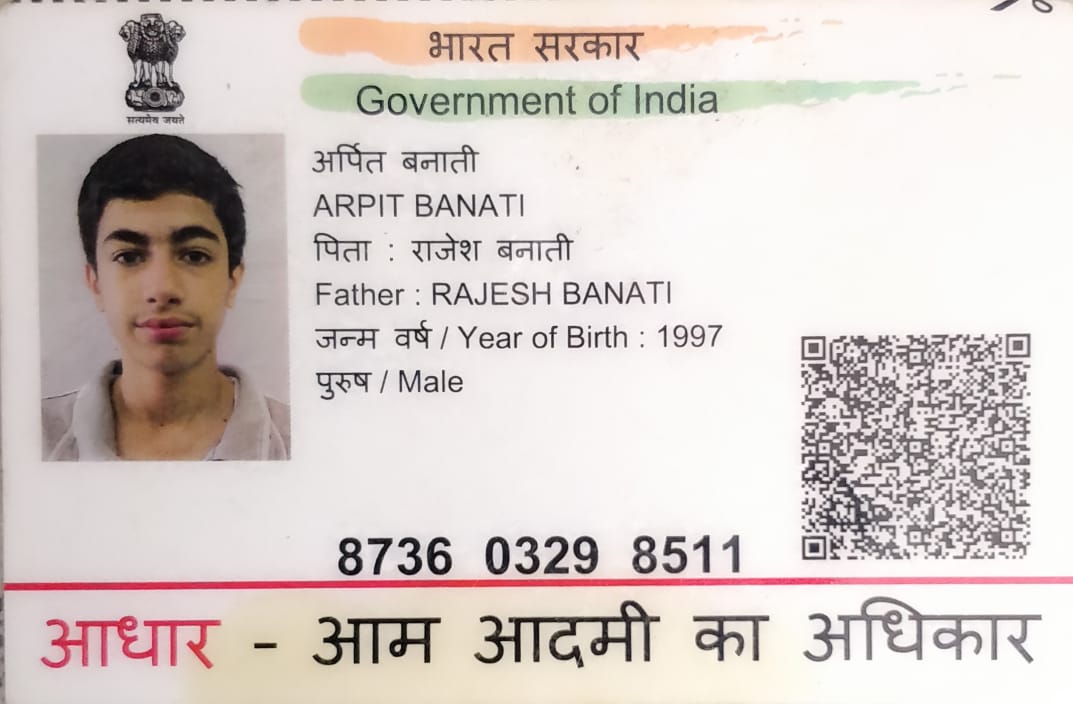 भारत सरकार
Government of India
सत्यमेव जयते
अर्पित बनाती
ARPIT BANATI
पिता : राजेश बनाती
Father : RAJESH BANATI
जन्म वर्ष / Year of Birth : 1997
पुरुष / Male
8736 0329 8511
आधार - आम आदमी का अधिकार